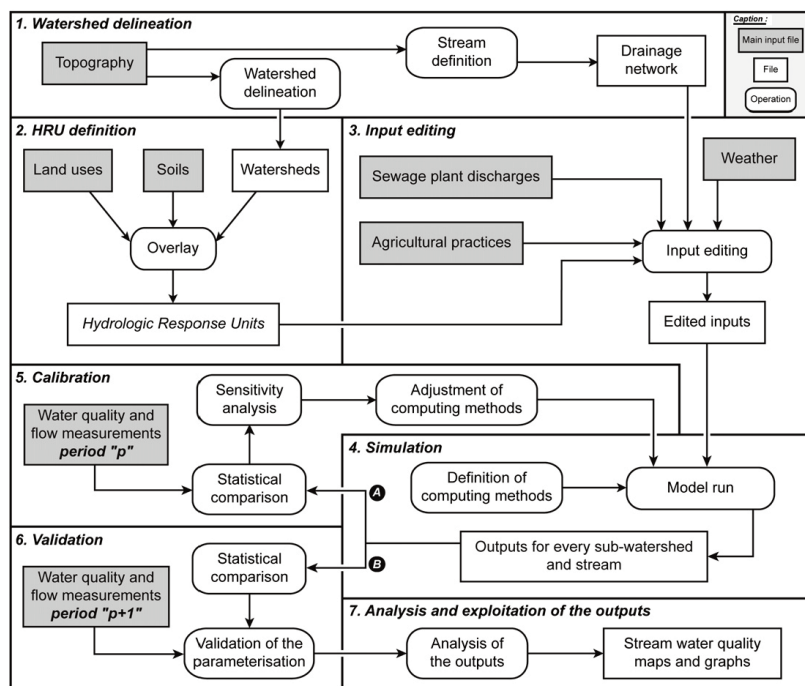 1. Watershed delineation
Topography
Stream
definition
Watershed
delineation
Drainage
network
Caption :
Main input file
File
Operation
2. HRU definition
Land uses
Soils
Watersheds
Overlay
Hydrologic Response Units
3. Input editing
Sewage plant discharges
Weather
Agricultural practices
Input editing
Edited inputs
5. Calibration
Water quality and
flow measurements
period "p"
Sensitivity
analysis
Adjustment of
computing methods
Statistical
comparison
A
4. Simulation
Definition of
computing methods
Model run
Outputs for every sub-watershed
and stream
6. Validation
Statistical
comparison
B
Water quality and
flow measurements
period "p+1"
Validation of the
parameterisation
7. Analysis and exploitation of the outputs
Analysis of
the outputs
Stream water quality
maps and graphs